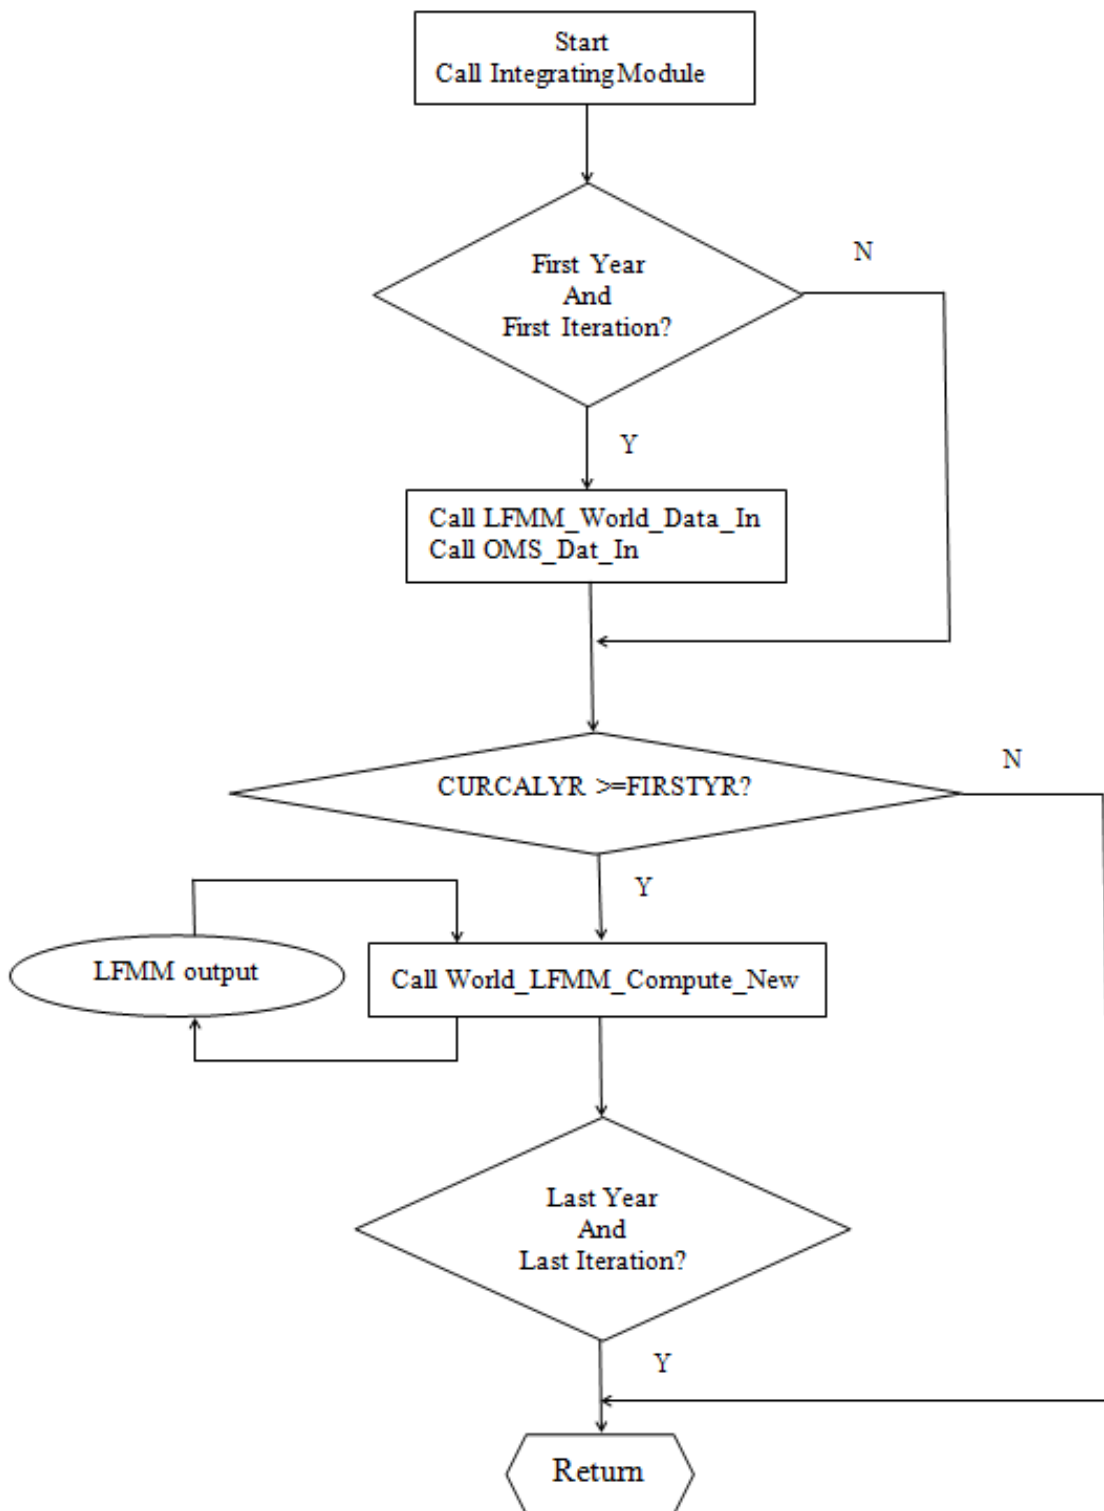 Start
Call Integrating Module
First Year
And
First Iteration?
N
Y
Call LFMM_World_Data_In
Call OMS_Dat_In
CURCALYR >=FIRSTYR?
N
Y
LFMM output
Call World_LFMM_Compute_New
Last Year
And
Last Iteration?
Y
Return